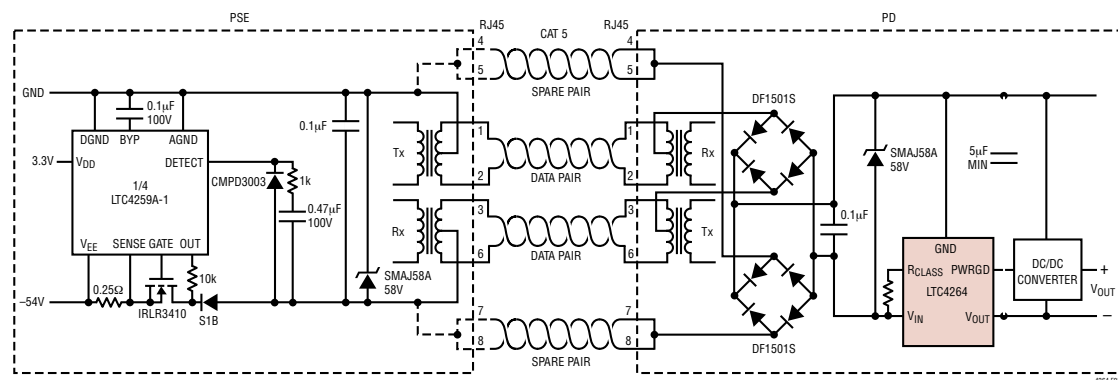 PSE
RJ45
CAT 5
RJ45
PD
4
5
SPARE PAIR
4
5
GND
0.1µF
100V
DGND
BYP
AGND
3.3V
VDD
DETECT
1/4
LTC4259A-1
VEE
SENSE
GATE
OUT
CMPD3003
1k
0.47µF
100V
10k
–54V
0.25Ω
IRLR3410
S1B
0.1µF
SMAJ58A
58V
Tx
1
2
DATA PAIR
1
2
Rx
Rx
3
6
DATA PAIR
3
6
Tx
7
8
SPARE PAIR
7
8
DF1501S
DF1501S
0.1µF
SMAJ58A
58V
5µF
MIN
GND
RCLASS
PWRGD
LTC4264
VIN
VOUT
DC/DC
CONVERTER
+
VOUT
–